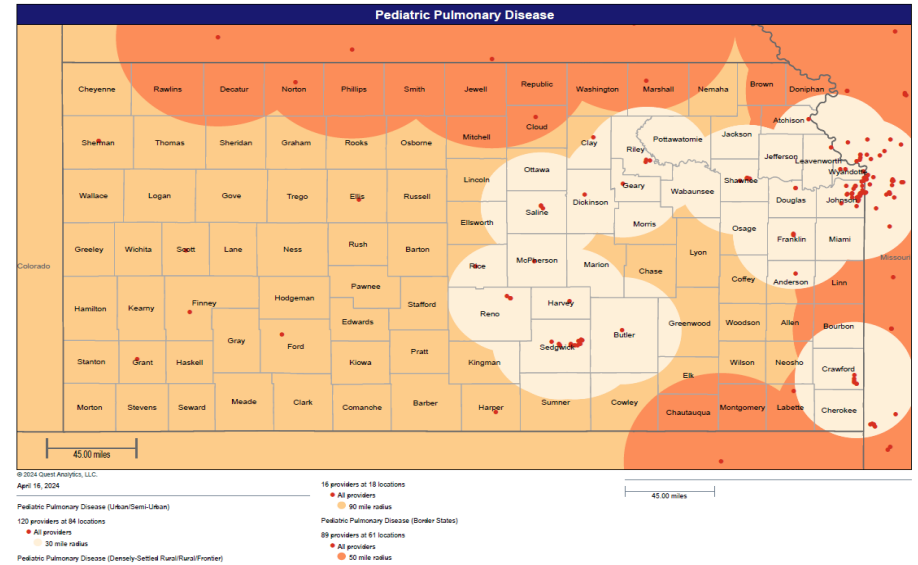 Pediatric Pulmonary Disease
Cheyenne Rawlins Decatur Norton Phillips Smith Jewell Republic Washington Marshall Nemaha Brown Doniphan
Atchison
Sherman Thomas Sheridan Graham Rooks Osborne Mitchell Cloud Clay Riley Pottawatomie Jackson Jefferson Leavenworth
Wyandotte
Wallace Logan Gove Trego Ellis Russell Lincoln Ottawa Saline Dickinson Geary Wabaunsee Shawnee Douglas Johnson
Ellsworth Morris Osage Franklin Miami
Greeley Wichita Scott Lane Ness Rush Barton Rice McPherson Marion Chase Lyon
Colorado Missouri
Coffey Anderson Linn
Hamilton Kearny Finney Hodgeman Pawnee Stafford Reno Harvey Butler Greenwood Woodson Allen Bourbon
Edwards
Gray Ford
Stanton Grant Haskell Kiowa Pratt Kingman Sedgwick Elk Wilson Neosho Crawford
Morton Stevens Seward Meade Clark Comanche Barber Harper Sumner Cowley Chautauqua Montgomery Labette Cherokee
45.00 miles
© 2024 Quest Analytics, LLC.
April 16, 2024
Pediatric Pulmonary Disease (Urban/Semi-Urban)
120 providers at 84 locations
All providers
30 mile radius
Pediatric Pulmonary Disease (Densely-Settled Rural/Rural/Frontier)
16 providers at 18 locations
All providers
90 mile radius
Pediatric Pulmonary Disease (Border States)
89 providers at 61 locations
All providers
50 mile radius
45.00 miles